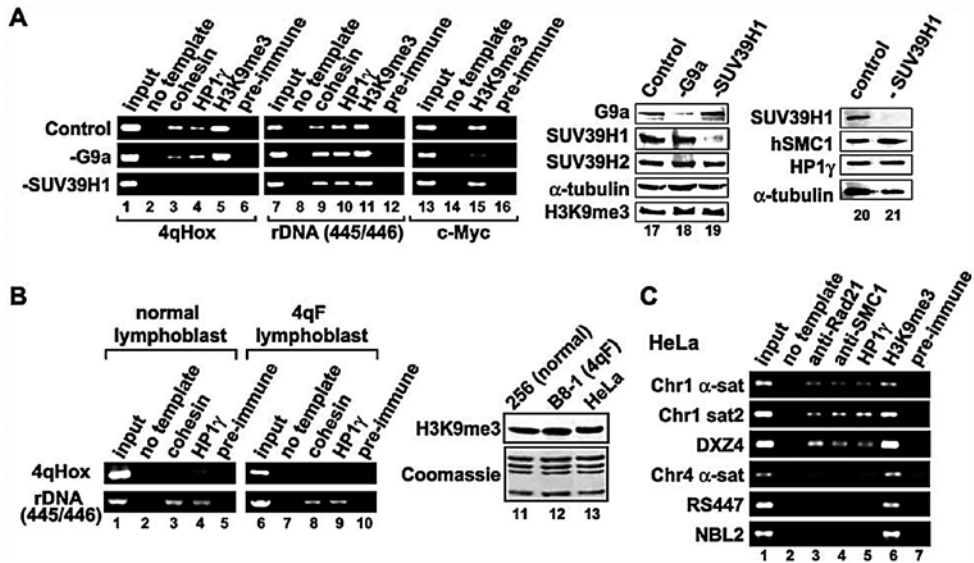 A
input
no template
cohesin
HP1γ
H3K9me3
pre-immune
input
no template
cohesin
HP1γ
H3K9me3
pre-immune
input
no template
H3K9me3
pre-immune
Control
-G9a
-SUV39H1
1 2 3 4 5 6 7 8 9 10 11 12 13 14 15 16
4qHox rDNA (445/446) c-Myc
Control
-G9a
-SUV39H1
G9a
SUV39H1
SUV39H2
α-tubulin
H3K9me3
17 18 19
control
- SUV39H1
SUV39H1
hSMC1
HP1γ
α-tubulin
20 21
B
normal lymphoblast
4qF lymphoblast
input
no template
cohesin
HP1γ
pre-immune
input
no template
cohesin
HP1γ
pre-immune
4qHox
rDNA
(445/446)
1 2 3 4 5 6 7 8 9 10
256 (normal)
B8-1 (4qF)
HeLa
H3K9me3
Coomassie
11 12 13
C
HeLa
input
no template
anti-Rad21
anti-SMC1
HP1γ
H3K9me3
pre-immune
Chr1 α-sat
Chr1 sat2
DXZ4
Chr4 α-sat
RS447
NBL2
1 2 3 4 5 6 7